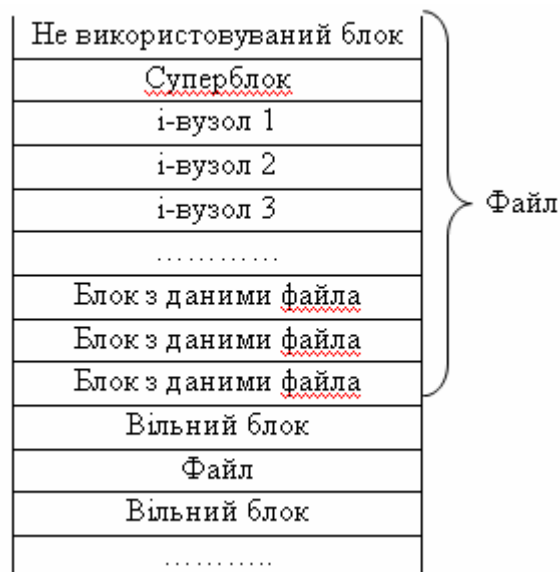 Не використовуваний блок
Суперблок
і-вузол 1
і-вузол 2
і-вузол 3
Файл
…………
Блок з даними файла
Блок з даними файла
Блок з даними файла
Вільний блок
Файл
Вільний блок
………..